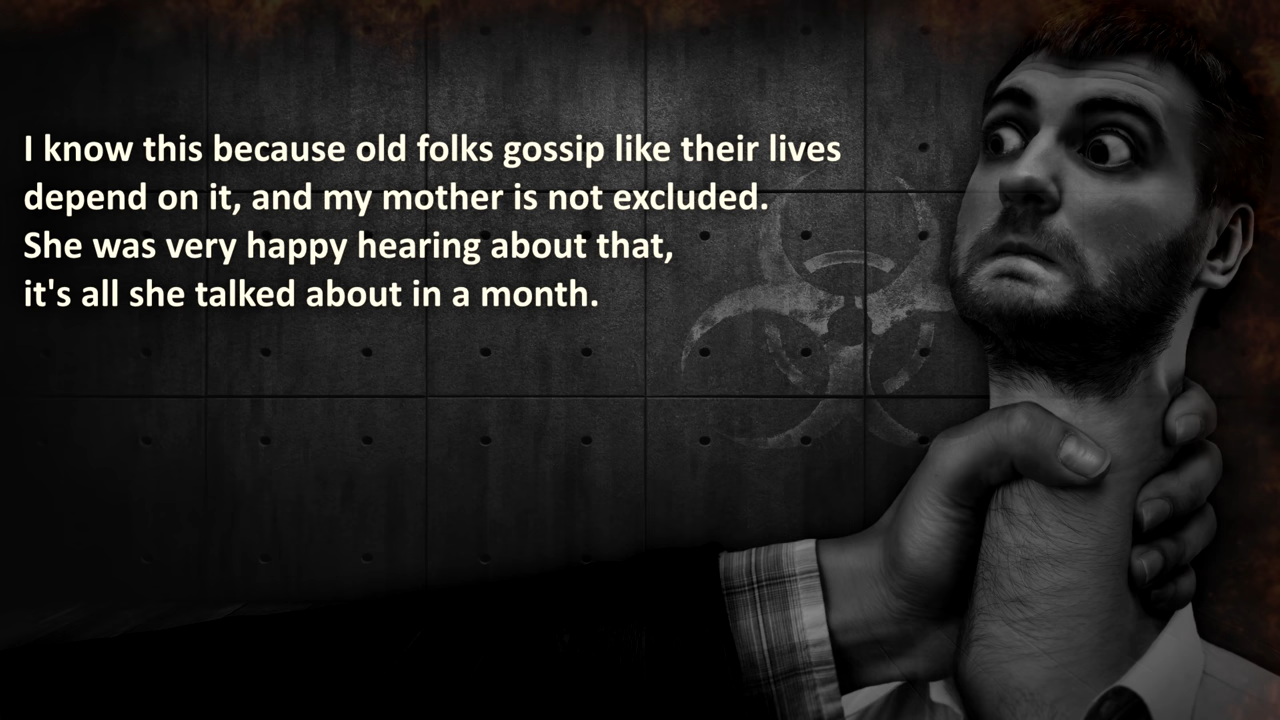 I know this because old folks gossip like their lives
depend on it, and my mother is not excluded.
She was very happy hearing about that,
it's all she talked about in a month.